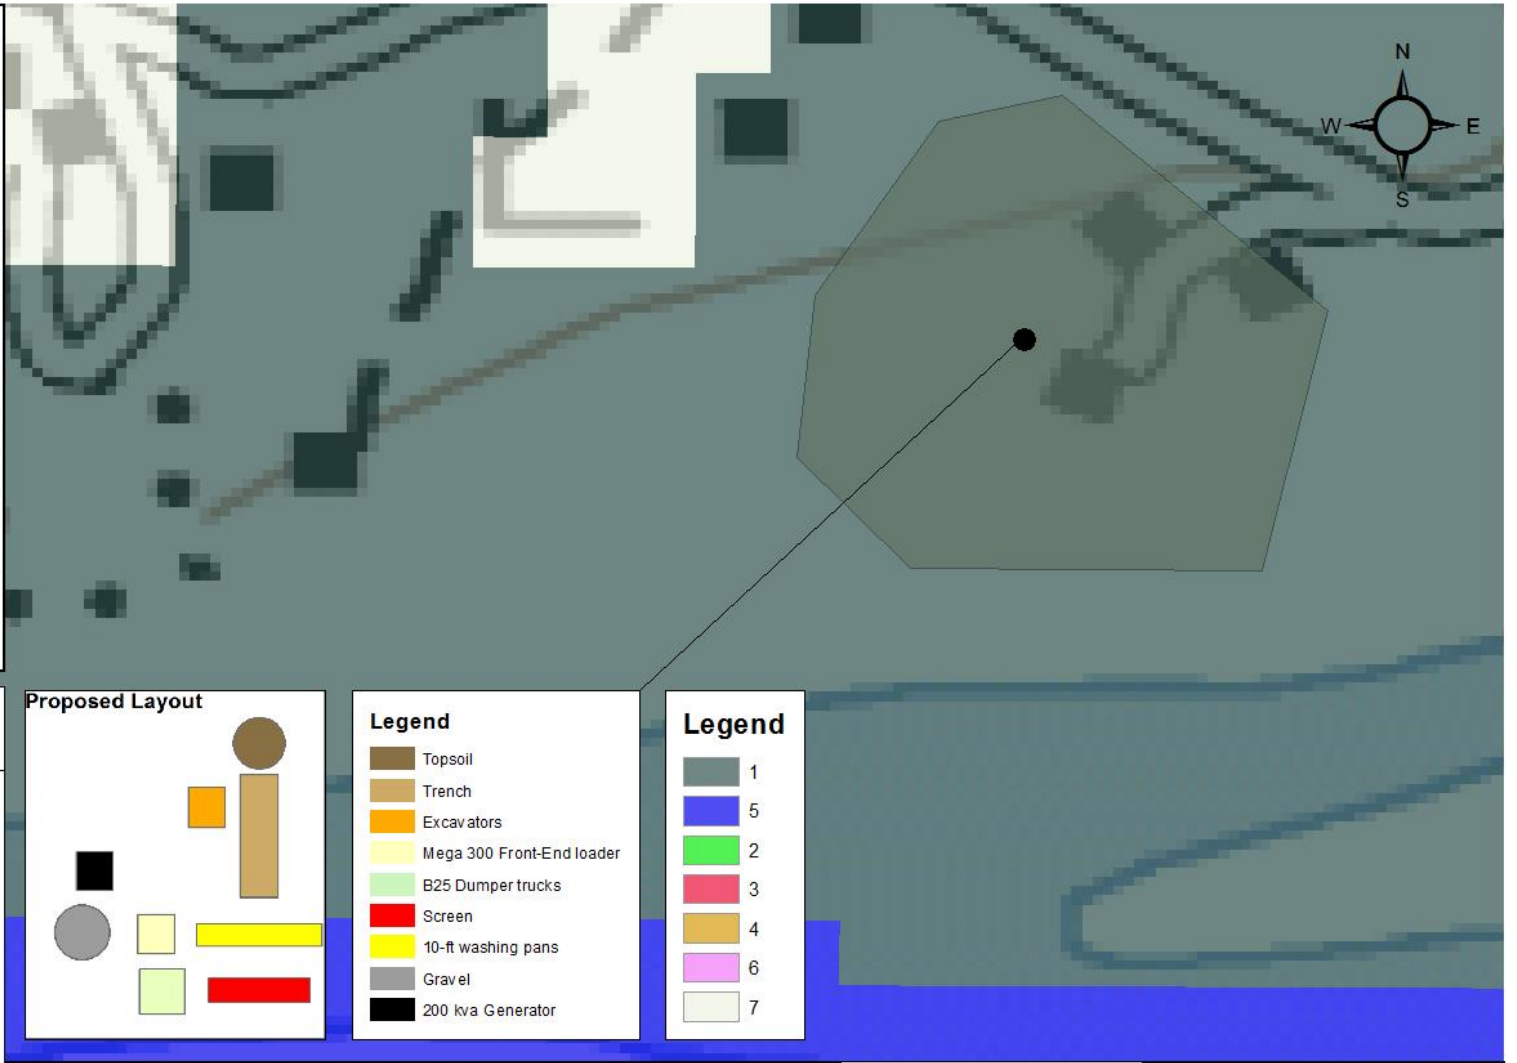 N
W E
S
Proposed Layout
Legend
Topsoil
Trench
Excavators
Mega 300 Front-End loader
B25 Dumper trucks
Screen
10-ft washing pans
Gravel
200 kva Generator
Legend
1
5
2
3
4
6
7